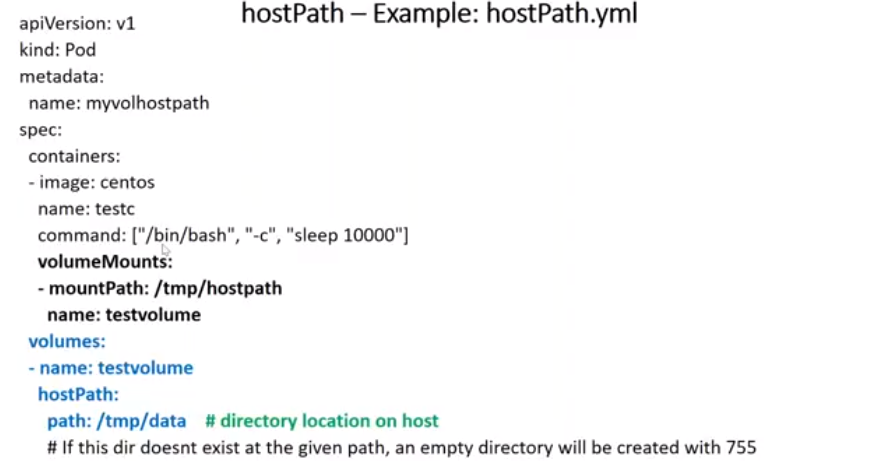 hostPath – Example: hostPath.yml
apiVersion: v1
kind: Pod
metadata:
  name: myvolhostpath
spec:
  containers:
  - image: centos
    name: testc
    command: ["/bin/bash", "-c", "sleep 10000"]
    volumeMounts:
    - mountPath: /tmp/hostpath
      name: testvolume
  volumes:
  - name: testvolume
    hostPath:
      path: /tmp/data   # directory location on host
      # If this dir doesnt exist at the given path, an empty directory will be created with 755